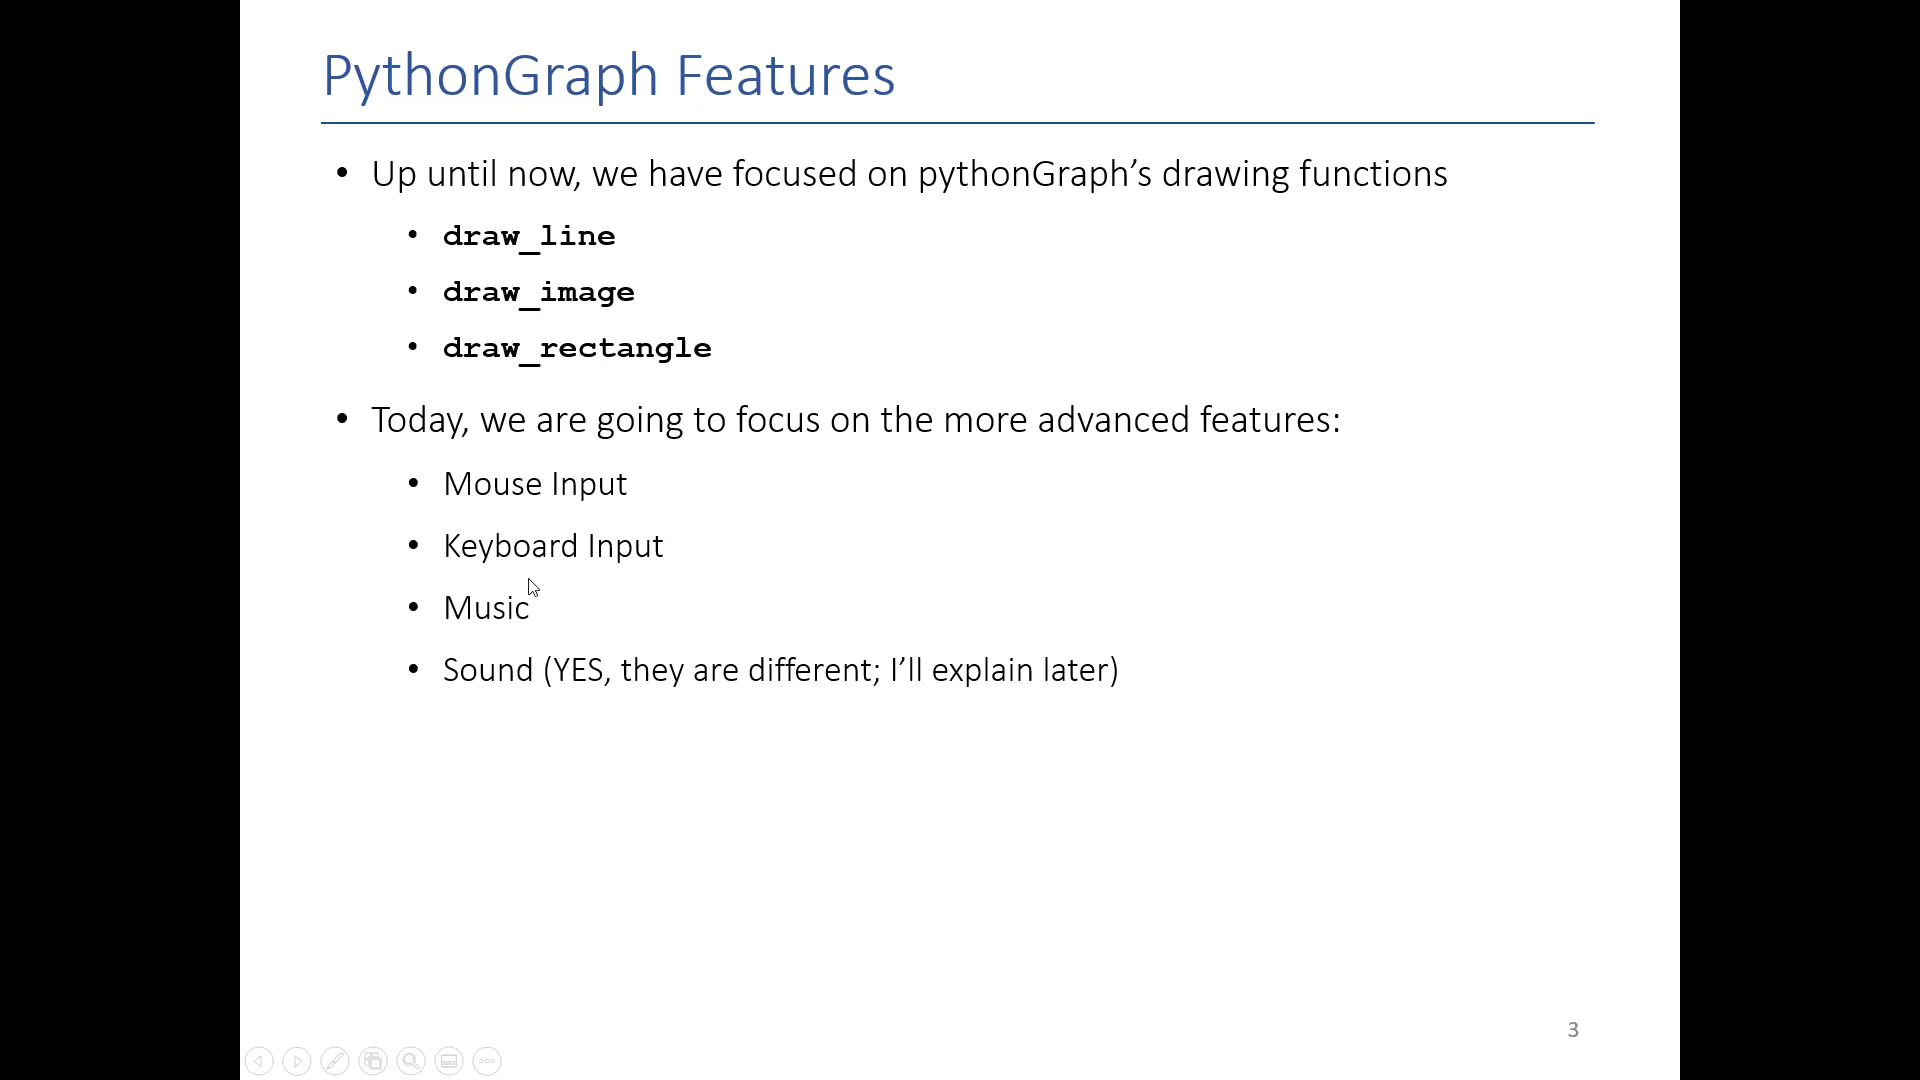 PythonGraph Features
• Up until now, we have focused on pythonGraph’s drawing functions
• draw_line
• draw_image
• draw_rectangle
• Today, we are going to focus on the more advanced features:
• Mouse Input
• Keyboard Input
• Music
• Sound (YES, they are different; I’ll explain later)
3